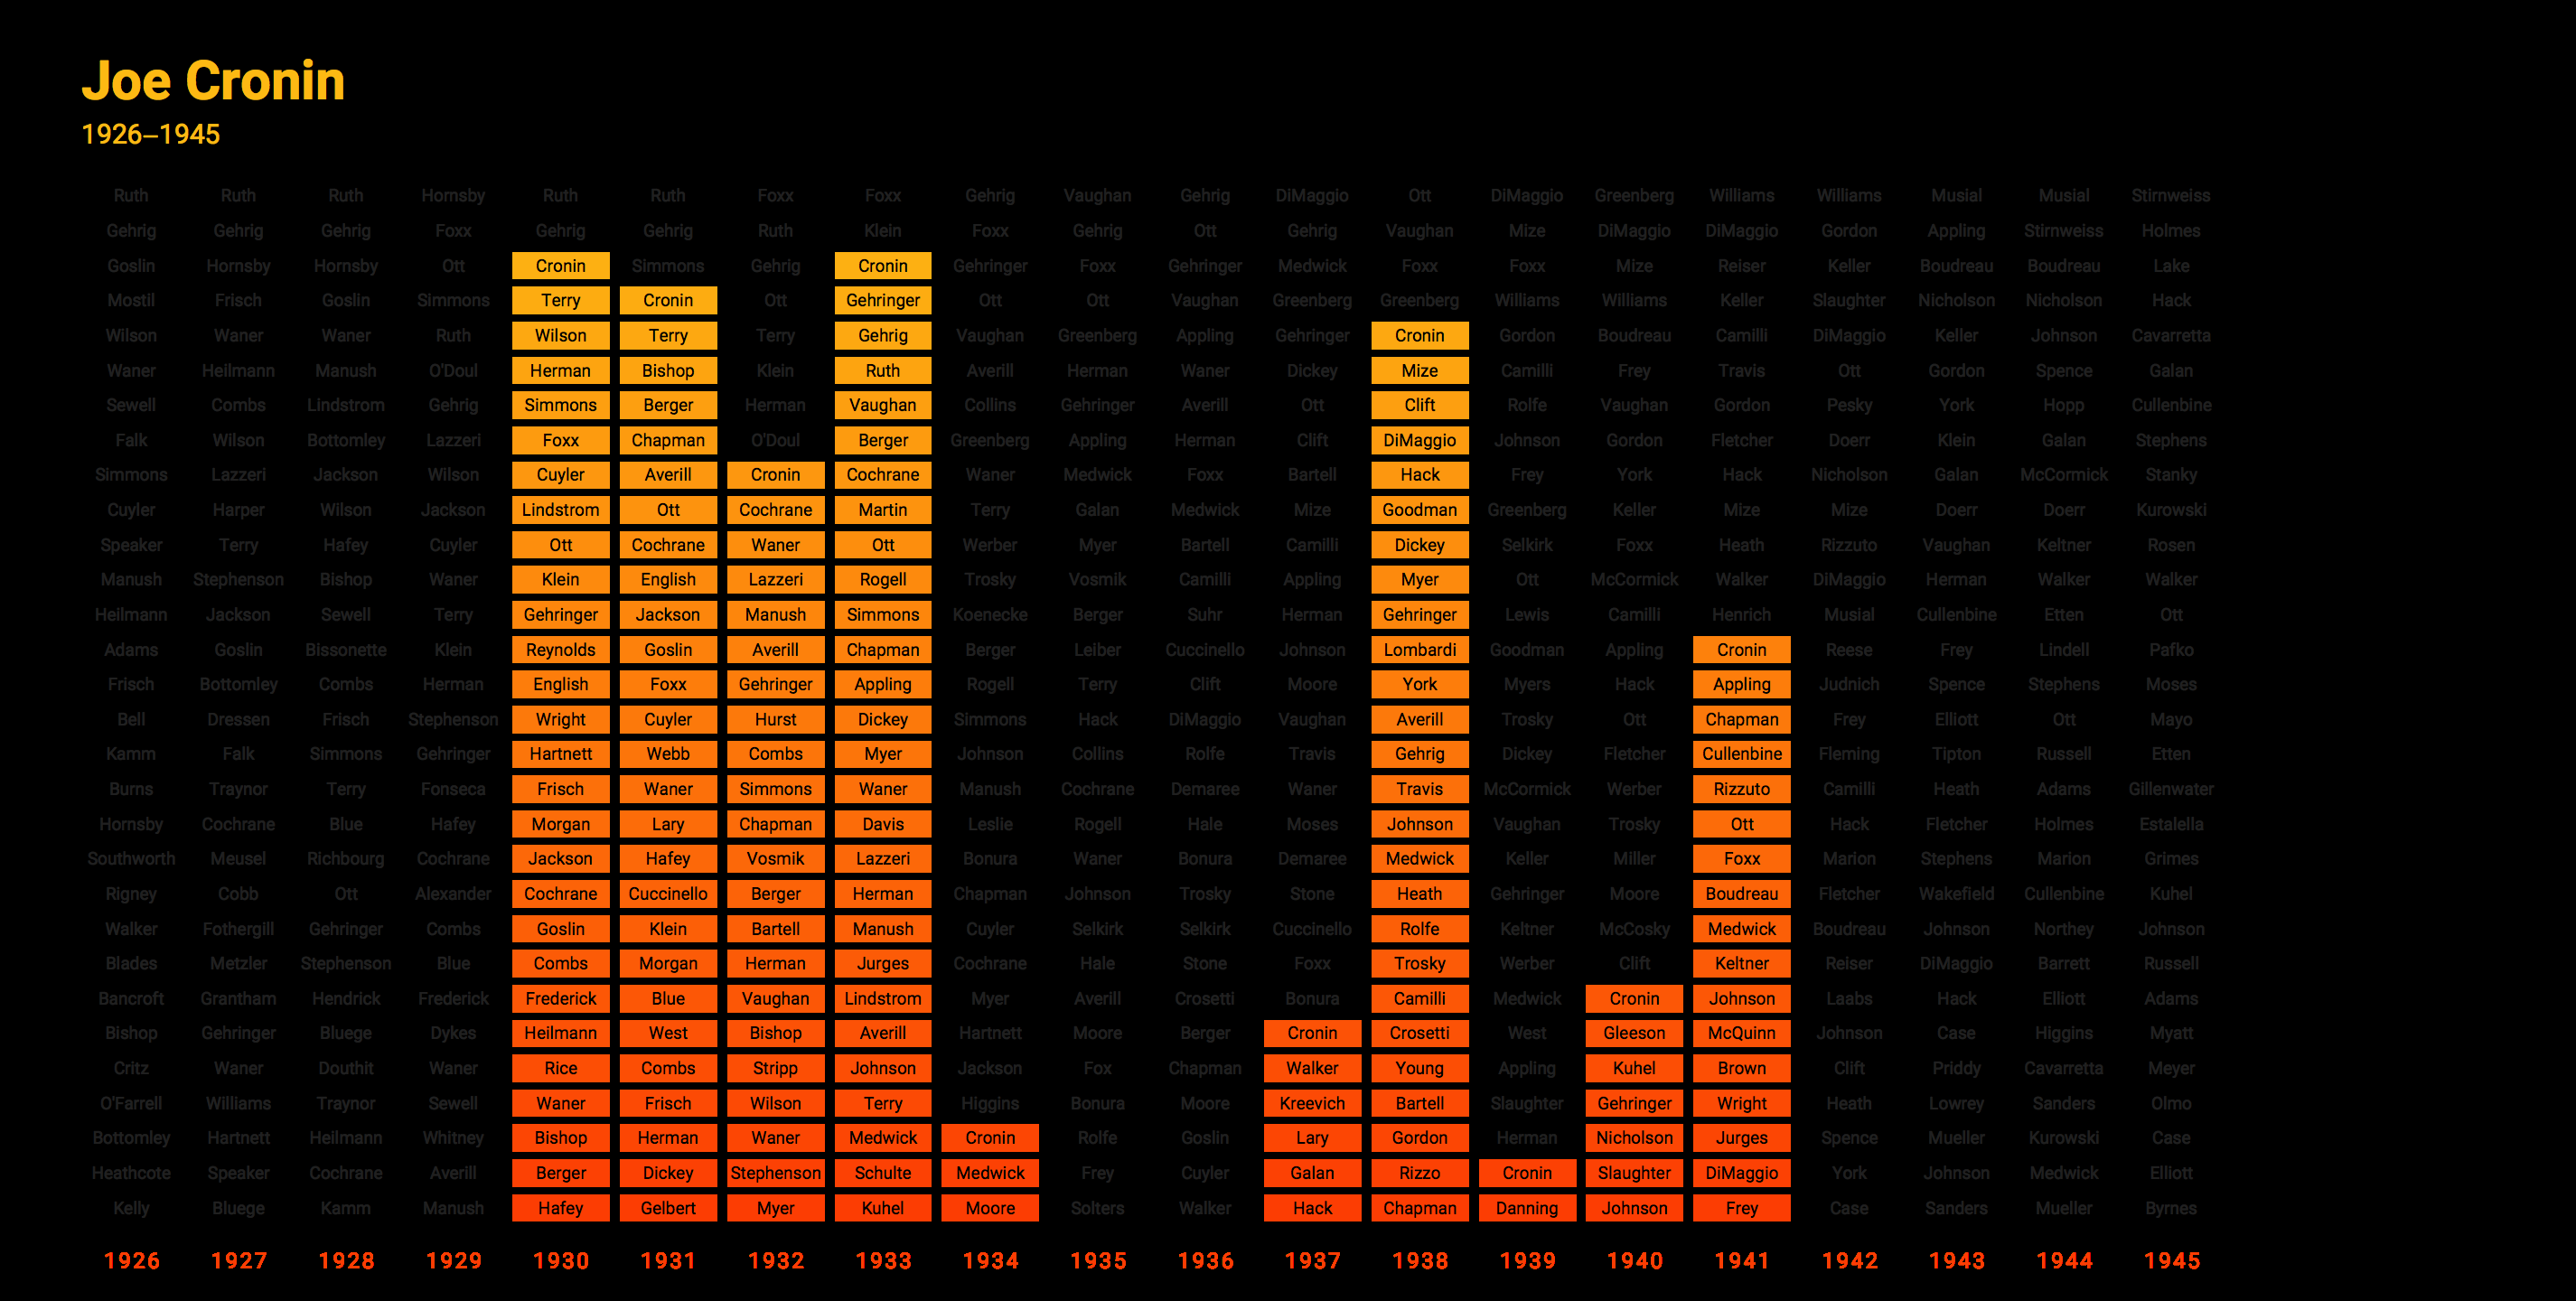 Joe Cronin
1926–1945
Ruth Ruth Ruth Hornsby Ruth Ruth Foxx Foxx Gehrig Vaughan Gehrig DiMaggio Ott DiMaggio Greenberg Williams Williams Musial Musial Stirnweiss
Gehrig Gehrig Gehrig Foxx Gehrig Gehrig Ruth Klein Foxx Gehrig Ott Gehrig Vaughan Mize DiMaggio DiMaggio Gordon Appling Stirnweiss Holmes
Goslin Hornsby Hornsby Ott Cronin Simmons Gehrig Cronin Gehringer Foxx Gehringer Medwick Foxx Foxx Mize Reiser Keller Boudreau Boudreau Lake
Mostil Frisch Goslin Simmons Terry Cronin Ott Gehringer Ott Ott Vaughan Greenberg Greenberg Williams Williams Keller Slaughter Nicholson Nicholson Hack
Wilson Waner Waner Ruth Wilson Terry Terry Gehrig Vaughan Greenberg Appling Gehringer Cronin Gordon Boudreau Camilli DiMaggio Keller Johnson Cavarretta
Waner Heilmann Manush O'Doul Herman Bishop Klein Ruth Averill Herman Waner Dickey Mize Camilli Frey Travis Ott Gordon Spence Galan
Sewell Combs Lindstrom Gehrig Simmons Berger Herman Vaughan Collins Gehringer Averill Ott Clift Rolfe Vaughan Gordon Pesky York Hopp Cullenbine
Falk Wilson Bottomley Lazzeri Foxx Chapman O'Doul Berger Greenberg Appling Herman Clift DiMaggio Johnson Gordon Fletcher Doerr Klein Galan Stephens
Simmons Lazzeri Jackson Wilson Cuyler Averill Cronin Cochrane Waner Medwick Foxx Bartell Hack Frey York Hack Nicholson Galan McCormick Stanky
Cuyler Harper Wilson Jackson Lindstrom Ott Cochrane Martin Terry Galan Medwick Mize Goodman Greenberg Keller Mize Mize Doerr Doerr Kurowski
Speaker Terry Hafey Cuyler Ott Cochrane Waner Ott Werber Myer Bartell Camilli Dickey Selkirk Foxx Heath Rizzuto Vaughan Keltner Rosen
Manush Stephenson Bishop Waner Klein English Lazzeri Rogell Trosky Vosmik Camilli Appling Myer Ott McCormick Walker DiMaggio Herman Walker Walker
Heilmann Jackson Sewell Terry Gehringer Jackson Manush Simmons Koenecke Berger Suhr Herman Gehringer Lewis Camilli Henrich Musial Cullenbine Etten Ott
Adams Goslin Bissonette Klein Reynolds Goslin Averill Chapman Berger Leiber Cuccinello Johnson Lombardi Goodman Appling Cronin Reese Frey Lindell Pafko
Frisch Bottomley Combs Herman English Foxx Gehringer Appling Rogell Terry Clift Moore York Myers Hack Appling Judnich Spence Stephens Moses
Bell Dressen Frisch Stephenson Wright Cuyler Hurst Dickey Simmons Hack DiMaggio Vaughan Averill Trosky Ott Chapman Frey Elliott Ott Mayo
Kamm Falk Simmons Gehringer Hartnett Webb Combs Myer Johnson Collins Rolfe Travis Gehrig Dickey Fletcher Cullenbine Fleming Tipton Russell Etten
Burns Traynor Terry Fonseca Frisch Waner Simmons Waner Manush Cochrane Demaree Waner Travis McCormick Werber Rizzuto Camilli Heath Adams Gillenwater
Hornsby Cochrane Blue Hafey Morgan Lary Chapman Davis Leslie Rogell Hale Moses Johnson Vaughan Trosky Ott Hack Fletcher Holmes Estalella
Southworth Meusel Richbourg Cochrane Jackson Hafey Vosmik Lazzeri Bonura Waner Bonura Demaree Medwick Keller Miller Foxx Marion Stephens Marion Grimes
Rigney Cobb Ott Alexander Cochrane Cuccinello Berger Herman Chapman Johnson Trosky Stone Heath Gehringer Moore Boudreau Fletcher Wakefield Cullenbine Kuhel
Walker Fothergill Gehringer Combs Goslin Klein Bartell Manush Cuyler Selkirk Selkirk Cuccinello Rolfe Keltner McCosky Medwick Boudreau Johnson Northey Johnson
Blades Metzler Stephenson Blue Combs Morgan Herman Jurges Cochrane Hale Stone Foxx Trosky Werber Clift Keltner Reiser DiMaggio Barrett Russell
Bancroft Grantham Hendrick Frederick Frederick Blue Vaughan Lindstrom Myer Averill Crosetti Bonura Camilli Medwick Cronin Johnson Laabs Hack Elliott Adams
Bishop Gehringer Bluege Dykes Heilmann West Bishop Averill Hartnett Moore Berger Cronin Crosetti West Gleeson McQuinn Johnson Case Higgins Myatt
Critz Waner Douthit Waner Rice Combs Stripp Johnson Jackson Fox Chapman Walker Young Appling Kuhel Brown Clift Priddy Cavarretta Meyer
O'Farrell Williams Traynor Sewell Waner Frisch Wilson Terry Higgins Bonura Moore Kreevich Bartell Slaughter Gehringer Wright Heath Lowrey Sanders Olmo
Bottomley Hartnett Heilmann Whitney Bishop Herman Waner Medwick Cronin Rolfe Goslin Lary Gordon Herman Nicholson Jurges Spence Mueller Kurowski Case
Heathcote Speaker Cochrane Averill Berger Dickey Stephenson Schulte Medwick Frey Cuyler Galan Rizzo Cronin Slaughter DiMaggio York Johnson Medwick Elliott
Kelly Bluege Kamm Manush Hafey Gelbert Myer Kuhel Moore Solters Walker Hack Chapman Danning Johnson Frey Case Sanders Mueller Byrnes
1926 1927 1928 1929 1930 1931 1932 1933 1934 1935 1936 1937 1938 1939 1940 1941 1942 1943 1944 1945